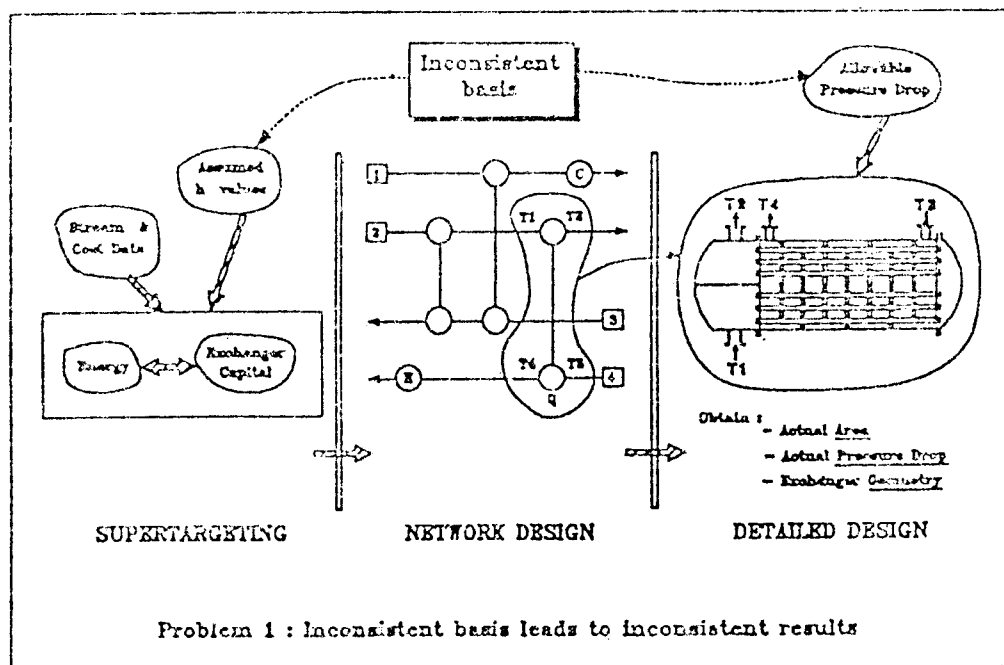 Inconsistent
basis
Allowable
Pressure Drop
Assumed
h values
Stream &
Cost Data
Energy
Exchanger
Capital
1
C
2
T1
T2
3
T4
T3
H
4
Q
T2
T4
T3
T1
Obtain :
- Actual Area
- Actual Pressure Drop
- Exchanger Geometry
SUPERTARGETING
NETWORK DESIGN
DETAILED DESIGN
Problem 1 : Inconsistent basis leads to inconsistent results